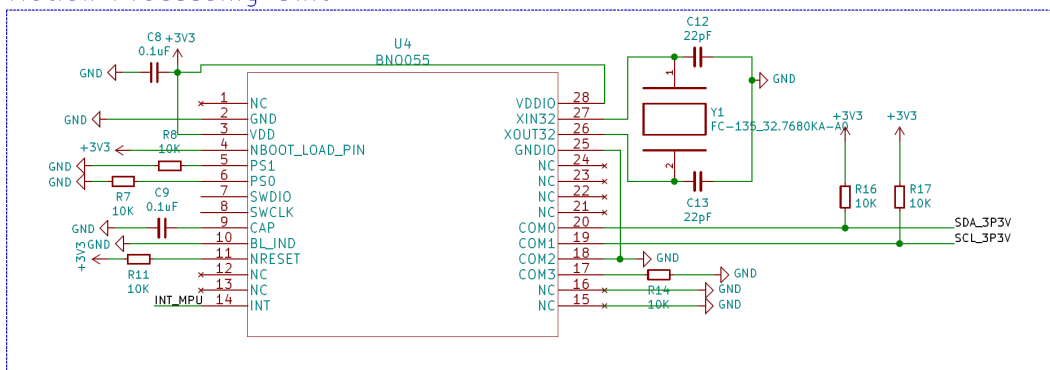 C8
0.1uF
+3V3
GND
U4
BNO055
C12
22pF
GND
1
NC
28
VDDIO
GND
2
GND
27
XIN32
1
Y1
FC-135_32.7680KA-A0
3
VDD
26
XOUT32
R8
10K
+3V3
4
NBOOT_LOAD_PIN
25
GNDIO
GND
5
PS1
24
NC
2
GND
6
PS0
23
NC
R7
10K
7
SWDIO
22
NC
C13
22pF
+3V3
+3V3
R16
10K
R17
10K
C9
0.1uF
8
SWCLK
21
NC
GND
9
CAP
20
COM0
SDA_3P3V
GND
10
BL_IND
19
COM1
SCL_3P3V
+3V3
11
NRESET
18
COM2
GND
R11
10K
12
NC
17
COM3
R14
10K
GND
13
NC
16
NC
GND
INT_MPU
14
INT
15
NC
GND